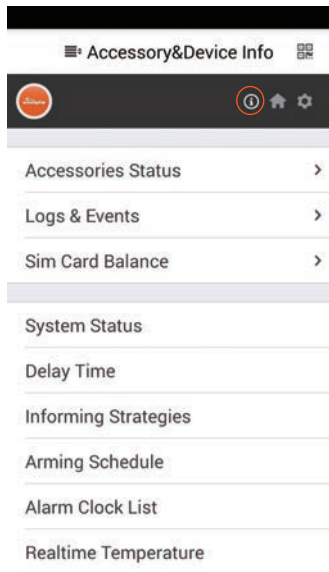 Accessory&Device Info
Accessories Status
Logs & Events
Sim Card Balance
System Status
Delay Time
Informing Strategies
Arming Schedule
Alarm Clock List
Realtime Temperature